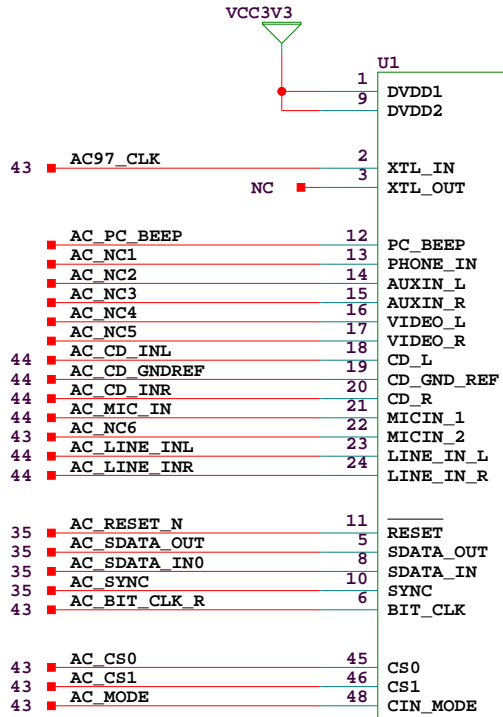 VCC3V3
U1
1 DVDD1
9 DVDD2
43 AC97_CLK 2 XTL_IN
NC 3 XTL_OUT
AC_PC_BEEP 12 PC_BEEP
AC_NC1 13 PHONE_IN
AC_NC2 14 AUXIN_L
AC_NC3 15 AUXIN_R
AC_NC4 16 VIDEO_L
AC_NC5 17 VIDEO_R
44 AC_CD_INL 18 CD_L
44 AC_CD_GNDREF 19 CD_GND_REF
44 AC_CD_INR 20 CD_R
44 AC_MIC_IN 21 MICIN_1
43 AC_NC6 22 MICIN_2
44 AC_LINE_INL 23 LINE_IN_L
44 AC_LINE_INR 24 LINE_IN_R
35 AC_RESET_N 11 RESET
35 AC_SDATA_OUT 5 SDATA_OUT
35 AC_SDATA_IN0 8 SDATA_IN
35 AC_SYNC 10 SYNC
43 AC_BIT_CLK_R 6 BIT_CLK
43 AC_CS0 45 CS0
43 AC_CS1 46 CS1
43 AC_MODE 48 CIN_MODE